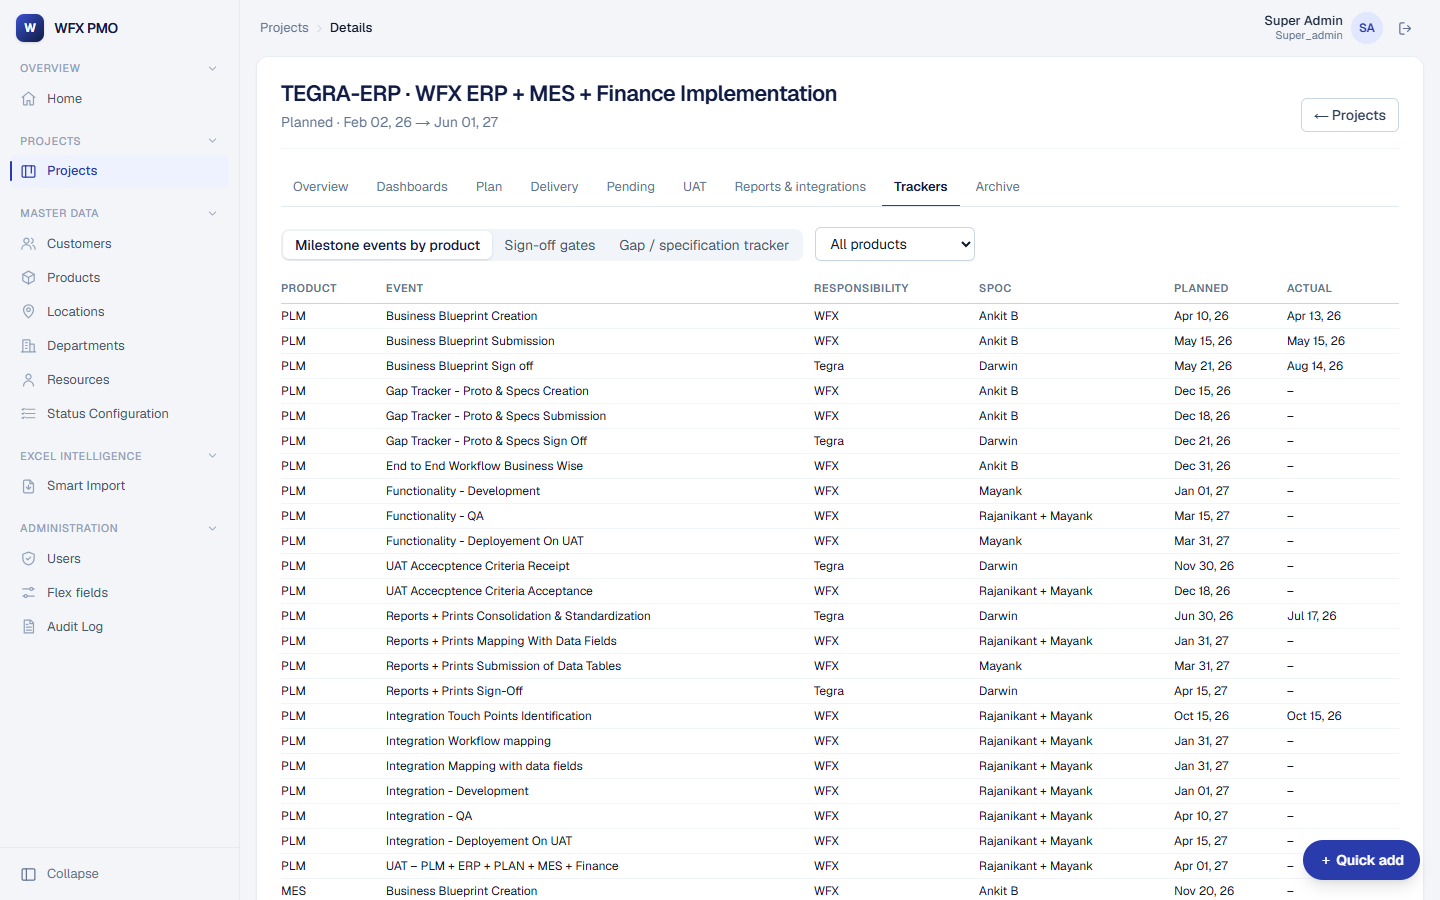 W WFX PMO
OVERVIEW
Home
PROJECTS
Projects
MASTER DATA
Customers
Products
Locations
Departments
Resources
Status Configuration
EXCEL INTELLIGENCE
Smart Import
ADMINISTRATION
Users
Flex fields
Audit Log
Collapse
Projects > Details
Super Admin
Super_admin
SA
TEGRA-ERP · WFX ERP + MES + Finance Implementation
Planned · Feb 02, 26 → Jun 01, 27
← Projects
Overview Dashboards Plan Delivery Pending UAT Reports & integrations Trackers Archive
Milestone events by product Sign-off gates Gap / specification tracker All products
PRODUCT EVENT RESPONSIBILITY SPOC PLANNED ACTUAL
PLM Business Blueprint Creation WFX Ankit B Apr 10, 26 Apr 13, 26
PLM Business Blueprint Submission WFX Ankit B May 15, 26 May 15, 26
PLM Business Blueprint Sign off Tegra Darwin May 21, 26 Aug 14, 26
PLM Gap Tracker - Proto & Specs Creation WFX Ankit B Dec 15, 26 –
PLM Gap Tracker - Proto & Specs Submission WFX Ankit B Dec 18, 26 –
PLM Gap Tracker - Proto & Specs Sign Off Tegra Darwin Dec 21, 26 –
PLM End to End Workflow Business Wise WFX Ankit B Dec 31, 26 –
PLM Functionality - Development WFX Mayank Jan 01, 27 –
PLM Functionality - QA WFX Rajanikant + Mayank Mar 15, 27 –
PLM Functionality - Deployement On UAT WFX Mayank Mar 31, 27 –
PLM UAT Accecptence Criteria Receipt Tegra Darwin Nov 30, 26 –
PLM UAT Accecptence Criteria Acceptance WFX Rajanikant + Mayank Dec 18, 26 –
PLM Reports + Prints Consolidation & Standardization Tegra Darwin Jun 30, 26 Jul 17, 26
PLM Reports + Prints Mapping With Data Fields WFX Rajanikant + Mayank Jan 31, 27 –
PLM Reports + Prints Submission of Data Tables WFX Mayank Mar 31, 27 –
PLM Reports + Prints Sign-Off Tegra Darwin Apr 15, 27 –
PLM Integration Touch Points Identification WFX Rajanikant + Mayank Oct 15, 26 Oct 15, 26
PLM Integration Workflow mapping WFX Rajanikant + Mayank Jan 31, 27 –
PLM Integration Mapping with data fields WFX Rajanikant + Mayank Jan 31, 27 –
PLM Integration - Development WFX Rajanikant + Mayank Jan 01, 27 –
PLM Integration - QA WFX Rajanikant + Mayank Apr 10, 27 –
PLM Integration - Deployement On UAT WFX Rajanikant + Mayank Apr 15, 27 –
PLM UAT – PLM + ERP + PLAN + MES + Finance WFX Rajanikant + Mayank Apr 01, 27 –
MES Business Blueprint Creation WFX Ankit B Nov 20, 26 –
+ Quick add